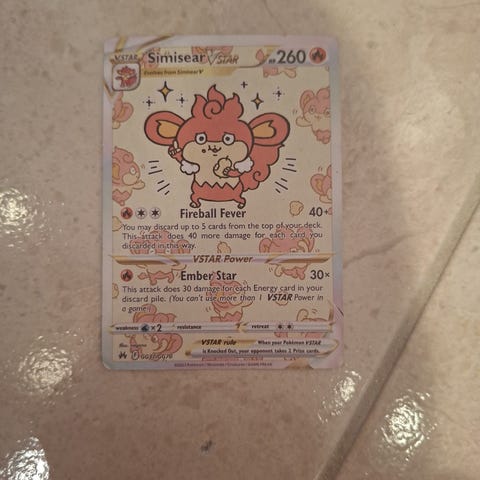 VSTAR Simisear VSTAR HP 260
Evolves from Simisear V
Fireball Fever 40+
You may discard up to 5 cards from the top of your deck.
This attack does 40 more damage for each card you
discarded in this way.
VSTAR Power
Ember Star 30×
This attack does 30 damage for each Energy card in your
discard pile. (You can't use more than 1 VSTAR Power in
a game.)
weakness ×2 resistance retreat
VSTAR rule When your Pokémon VSTAR
is Knocked Out, your opponent takes 2 Prize cards.